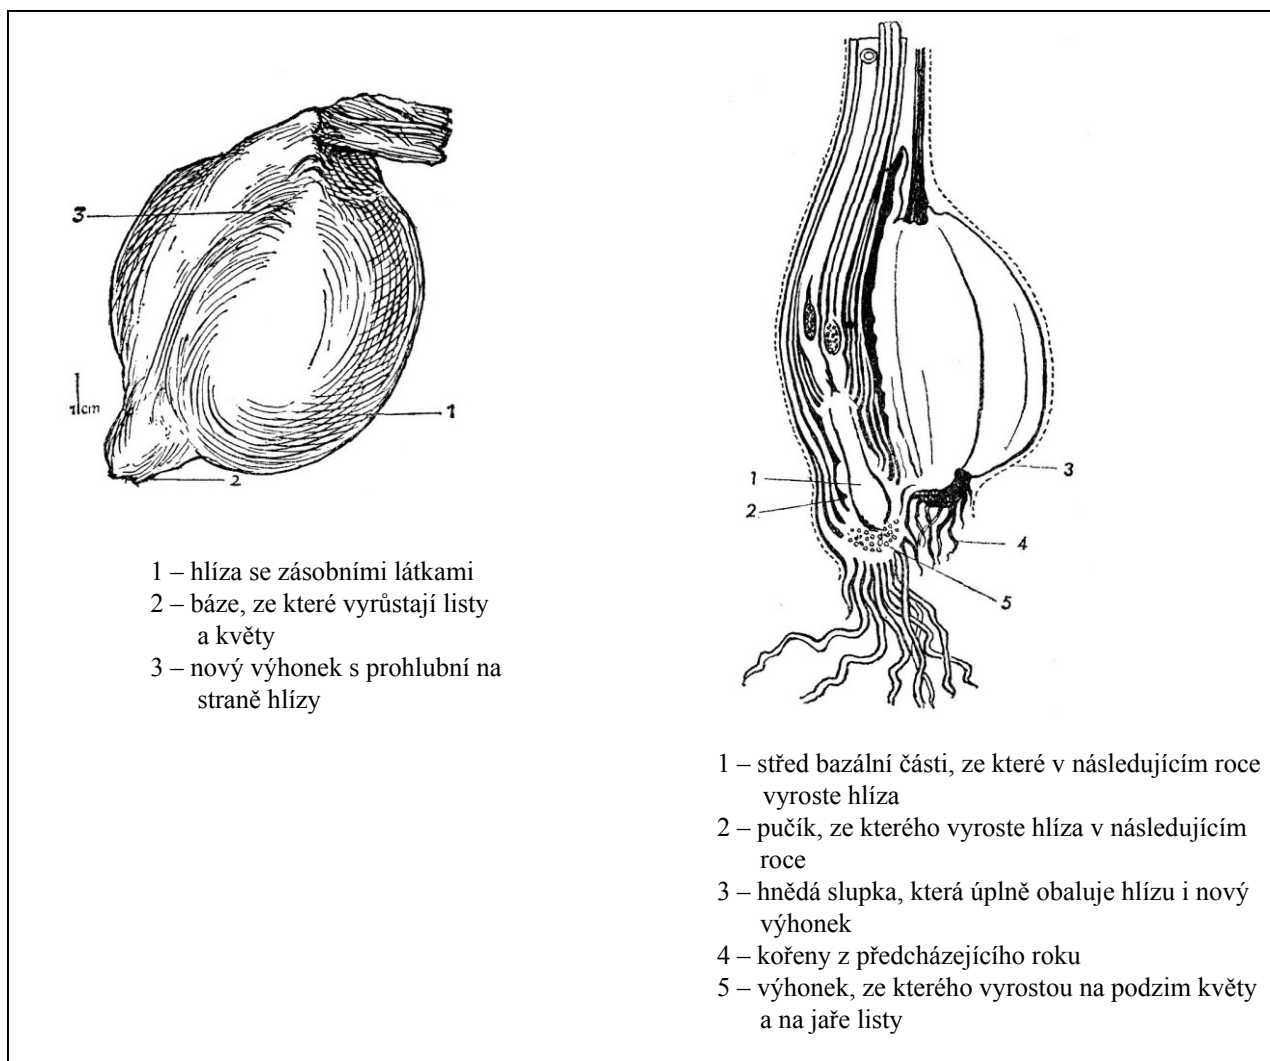 3
1 cm
1
2
1 – hlíza se zásobními látkami
2 – báze, ze které vyrůstají listy
a květy
3 – nový výhonek s prohlubní na
straně hlízy
1
2
3
4
5
1 – střed bazální části, ze které v následujícím roce
vyroste hlíza
2 – pučík, ze kterého vyroste hlíza v následujícím
roce
3 – hnědá slupka, která úplně obaluje hlízu i nový
výhonek
4 – kořeny z předcházejícího roku
5 – výhonek, ze kterého vyrostou na podzim květy
a na jaře listy